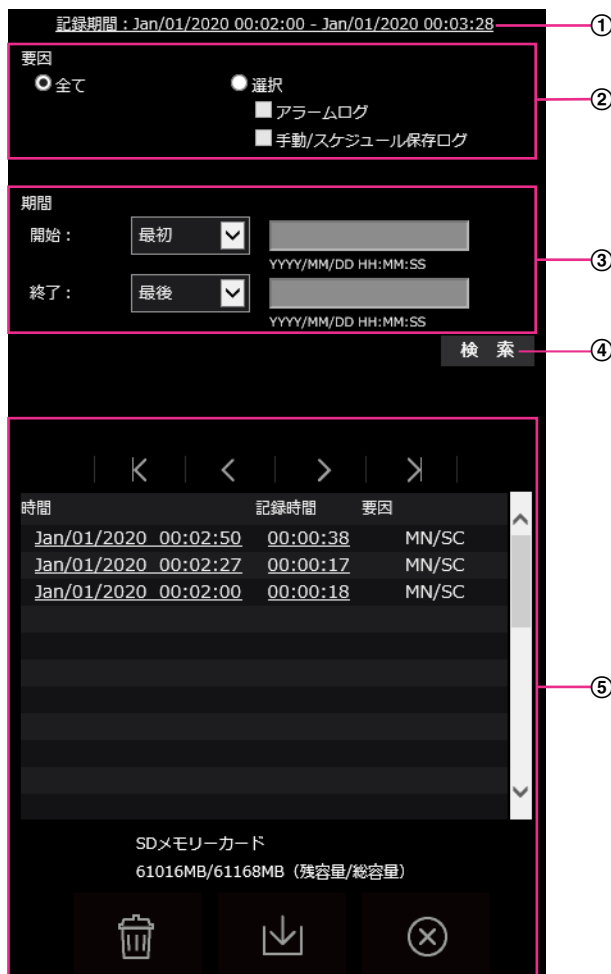 記録期間 : Jan/01/2020 00:02:00 - Jan/01/2020 00:03:28
①
要因
全て 選択
アラームログ
②
手動/スケジュール保存ログ
期間
開始 : 最初
YYYY/MM/DD HH:MM:SS
③
終了 : 最後
YYYY/MM/DD HH:MM:SS
検 索
④
時間 記録時間 要因
Jan/01/2020 00:02:50 00:00:38 MN/SC
Jan/01/2020 00:02:27 00:00:17 MN/SC
Jan/01/2020 00:02:00 00:00:18 MN/SC
⑤
SDメモリーカード
61016MB/61168MB（残容量/総容量）